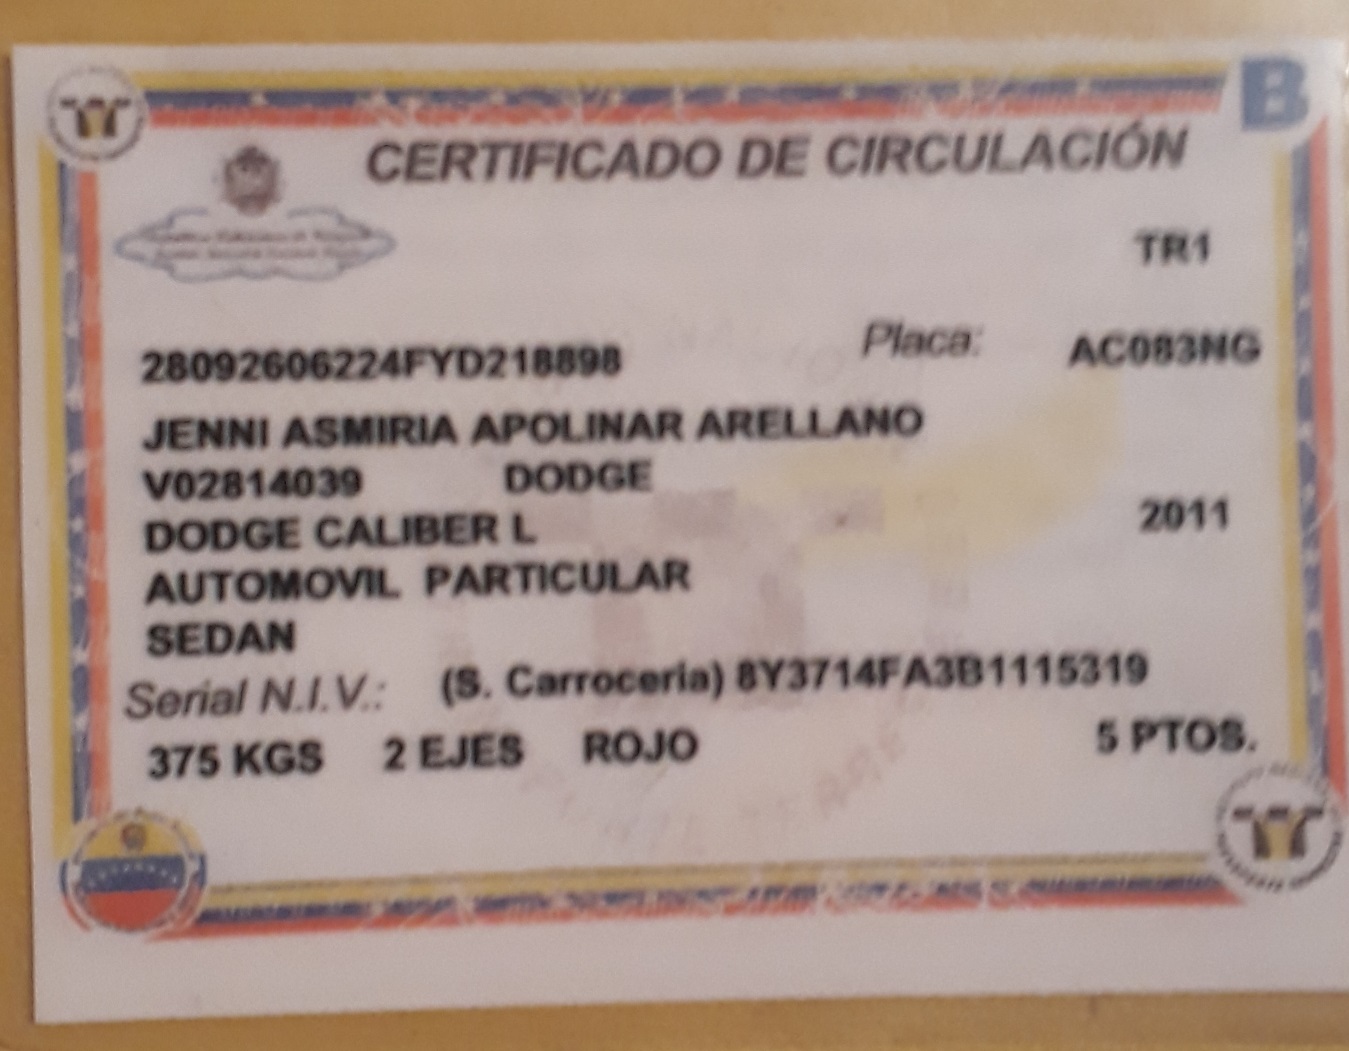 B
CERTIFICADO DE CIRCULACIÓN
TR1
28092606224FYD218898 Placa: AC083NG
JENNI ASMIRIA APOLINAR ARELLANO
V02814039 DODGE
DODGE CALIBER L 2011
AUTOMOVIL PARTICULAR
SEDAN
Serial N.I.V.: (S. Carroceria) 8Y3714FA3B1115319
375 KGS 2 EJES ROJO 5 PTOS.